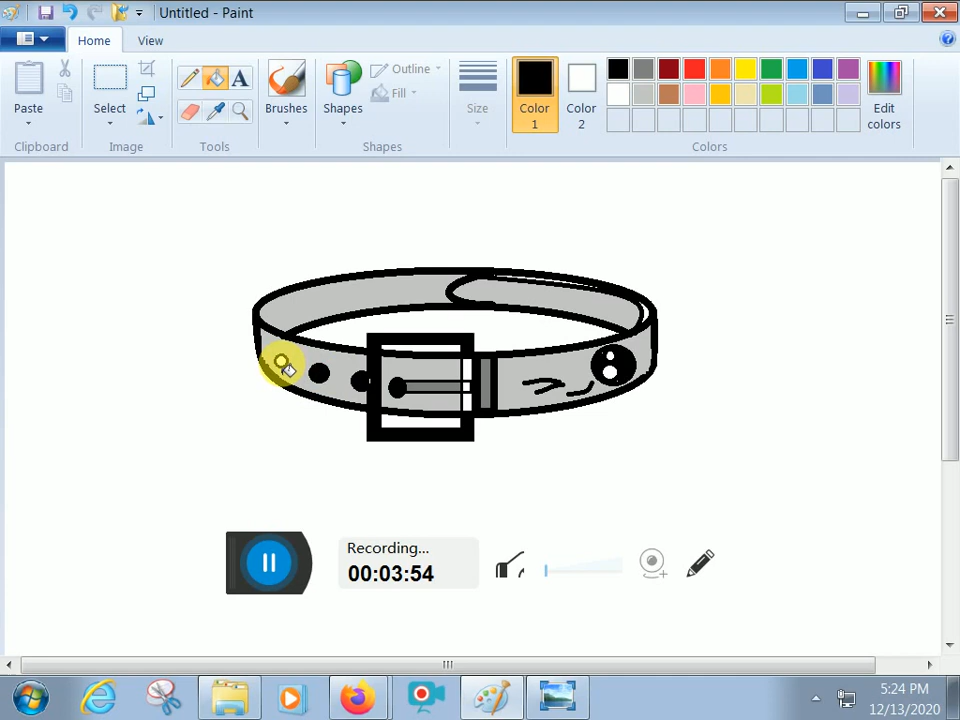 Untitled - Paint
Home View
Paste
Select
Brushes
Shapes
Outline
Fill
Size
Color 1
Color 2
Edit colors
Clipboard
Image
Tools
Shapes
Colors
A
Recording...
00:03:54
5:24 PM
12/13/2020